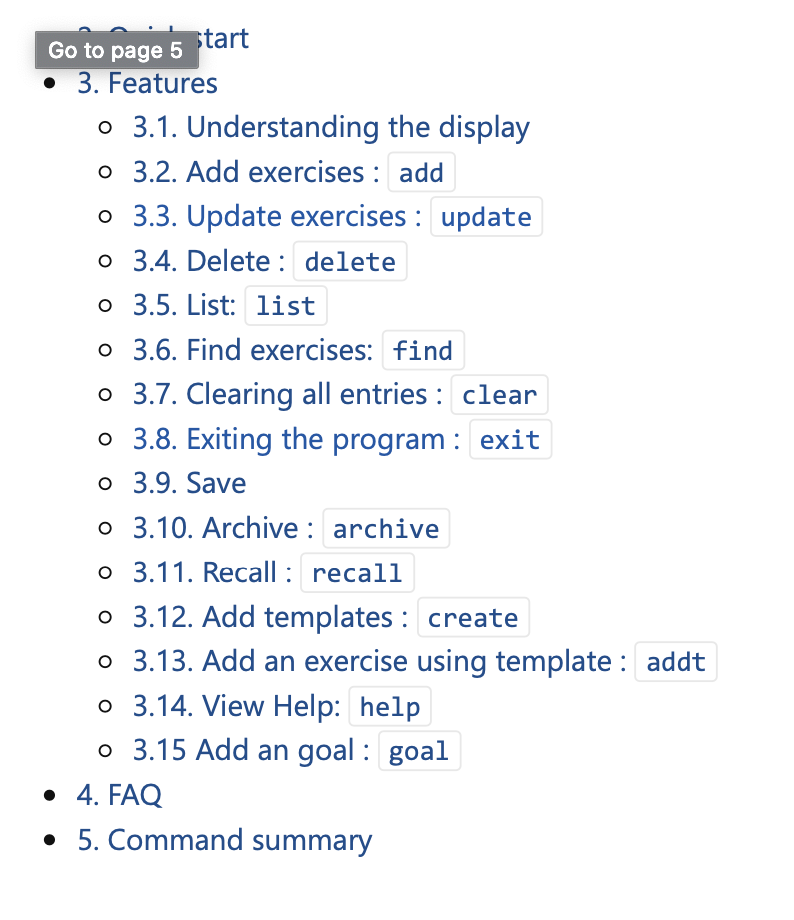 start
Go to page 5
3. Features
3.1. Understanding the display
3.2. Add exercises : add
3.3. Update exercises : update
3.4. Delete : delete
3.5. List: list
3.6. Find exercises: find
3.7. Clearing all entries : clear
3.8. Exiting the program : exit
3.9. Save
3.10. Archive : archive
3.11. Recall : recall
3.12. Add templates : create
3.13. Add an exercise using template : addt
3.14. View Help: help
3.15 Add an goal : goal
4. FAQ
5. Command summary